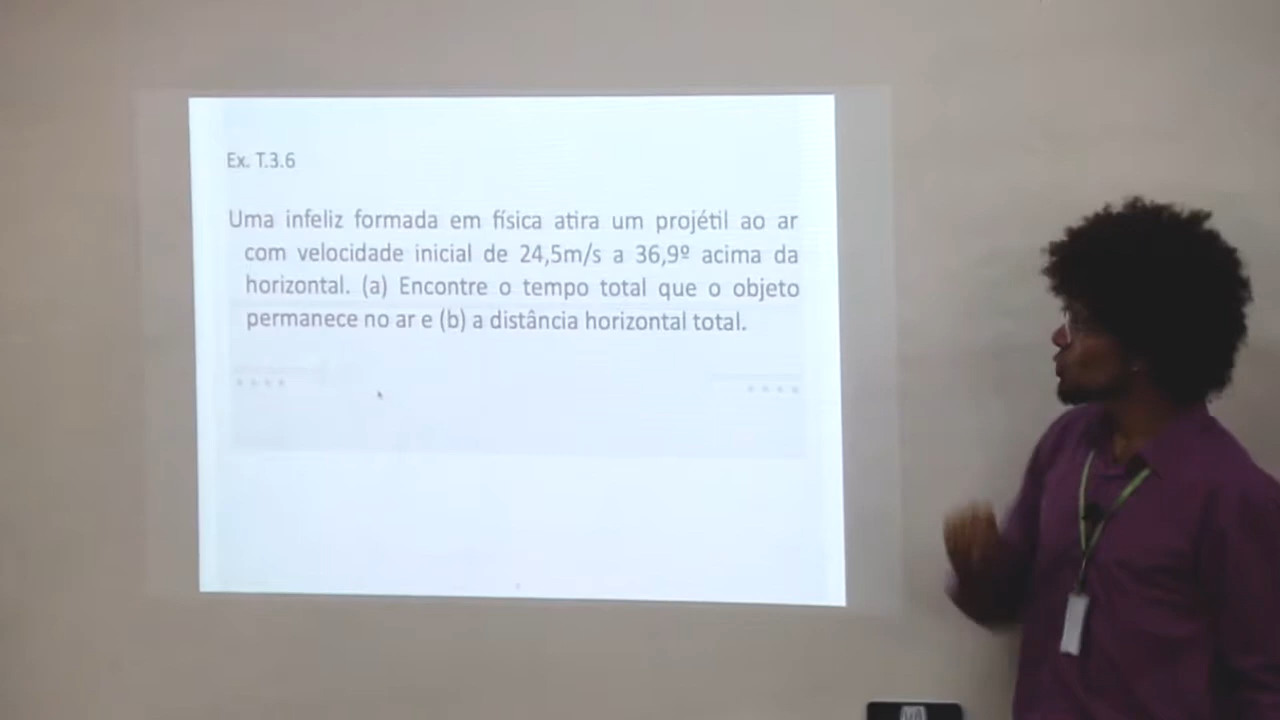 Ex. T.3.6
Uma infeliz formada em física atira um projétil ao ar
com velocidade inicial de 24,5m/s a 36,9º acima da
horizontal. (a) Encontre o tempo total que o objeto
permanece no ar e (b) a distância horizontal total.